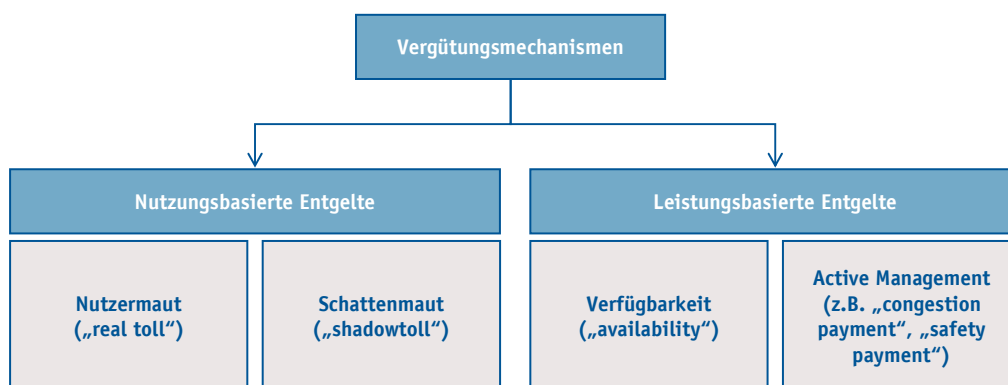 Vergütungsmechanismen
Nutzungsbasierte Entgelte
Leistungsbasierte Entgelte
Nutzermaut
(„real toll“)
Schattenmaut
(„shadowtoll“)
Verfügbarkeit
(„availability“)
Active Management
(z.B. „congestion
payment“, „safety
payment“)